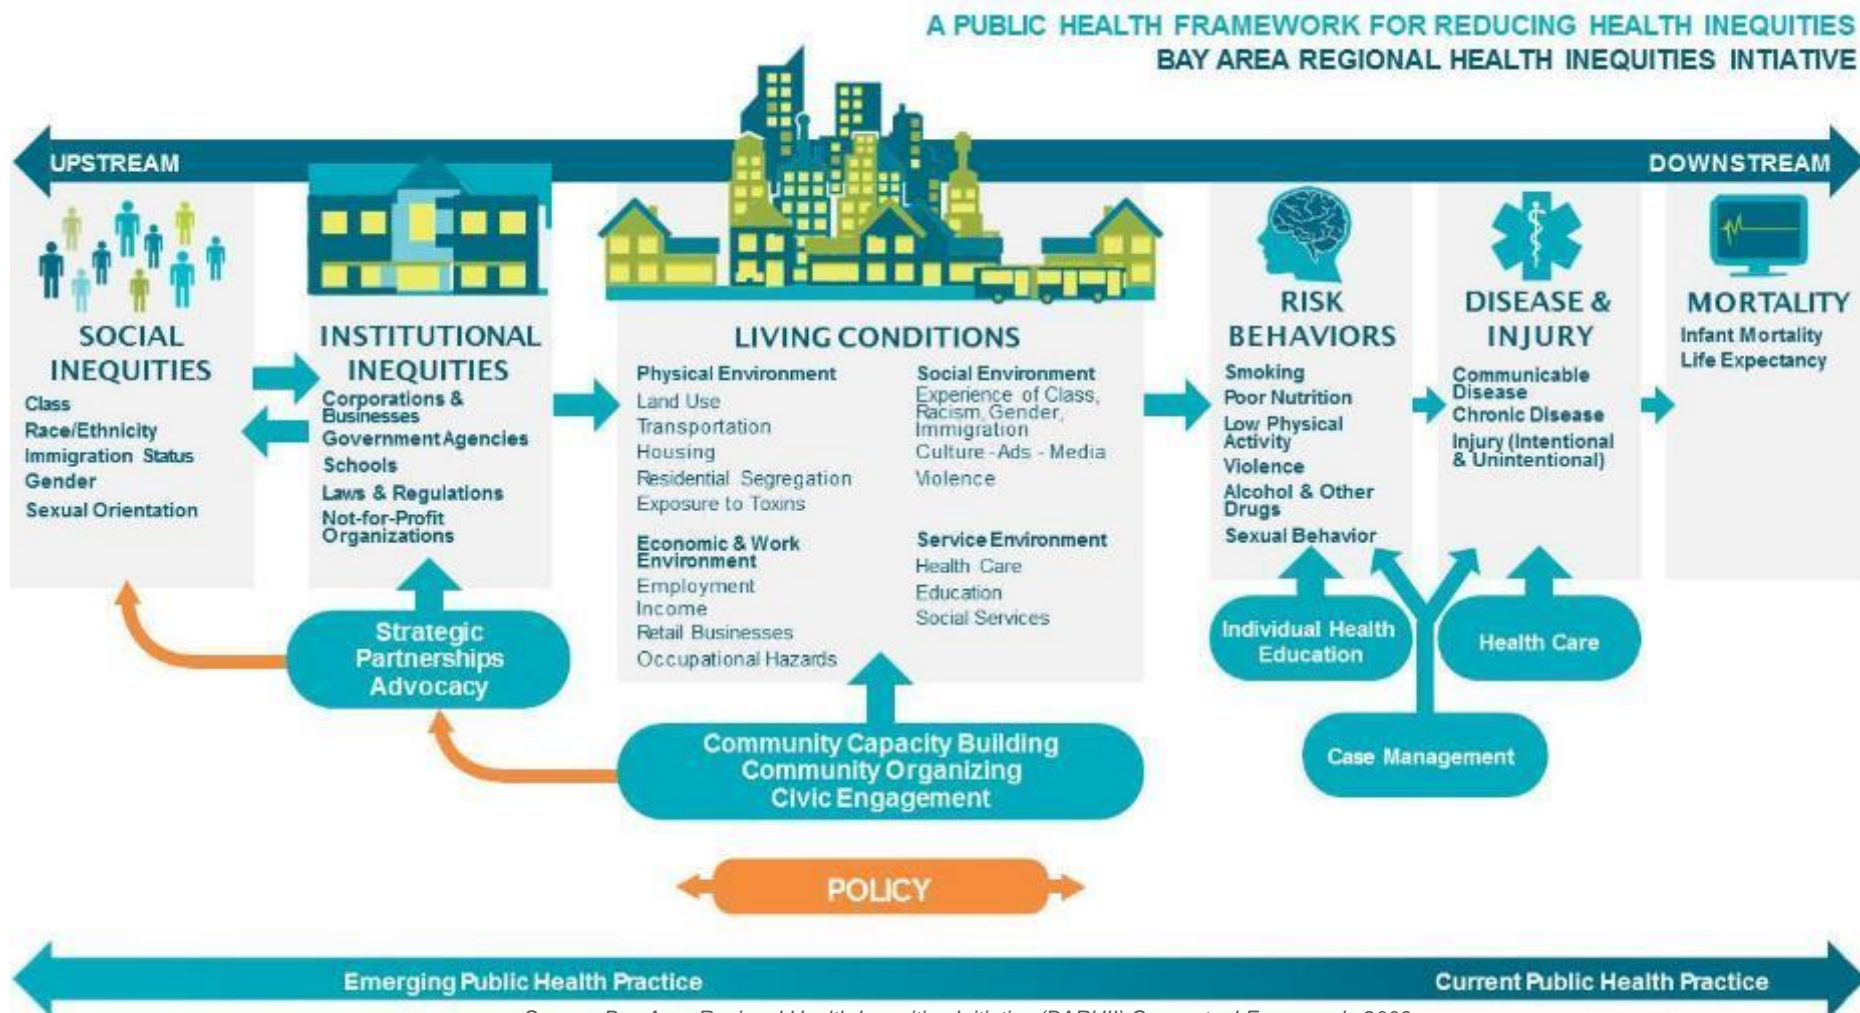 A PUBLIC HEALTH FRAMEWORK FOR REDUCING HEALTH INEQUITIES
BAY AREA REGIONAL HEALTH INEQUITIES INTIATIVE
UPSTREAM
DOWNSTREAM
SOCIAL
INEQUITIES
Class
Race/Ethnicity
Immigration Status
Gender
Sexual Orientation
INSTITUTIONAL
INEQUITIES
Corporations &
Businesses
Government Agencies
Schools
Laws & Regulations
Not-for-Profit
Organizations
LIVING CONDITIONS
Physical Environment
Land Use
Transportation
Housing
Residential Segregation
Exposure to Toxins
Economic & Work
Environment
Employment
Income
Retail Businesses
Occupational Hazards
Social Environment
Experience of Class,
Racism, Gender,
Immigration
Culture - Ads - Media
Violence
Service Environment
Health Care
Education
Social Services
RISK
BEHAVIORS
Smoking
Poor Nutrition
Low Physical
Activity
Violence
Alcohol & Other
Drugs
Sexual Behavior
DISEASE &
INJURY
Communicable
Disease
Chronic Disease
Injury (Intentional
& Unintentional)
MORTALITY
Infant Mortality
Life Expectancy
Strategic
Partnerships
Advocacy
Community Capacity Building
Community Organizing
Civic Engagement
Individual Health
Education
Health Care
Case Management
POLICY
Emerging Public Health Practice
Current Public Health Practice